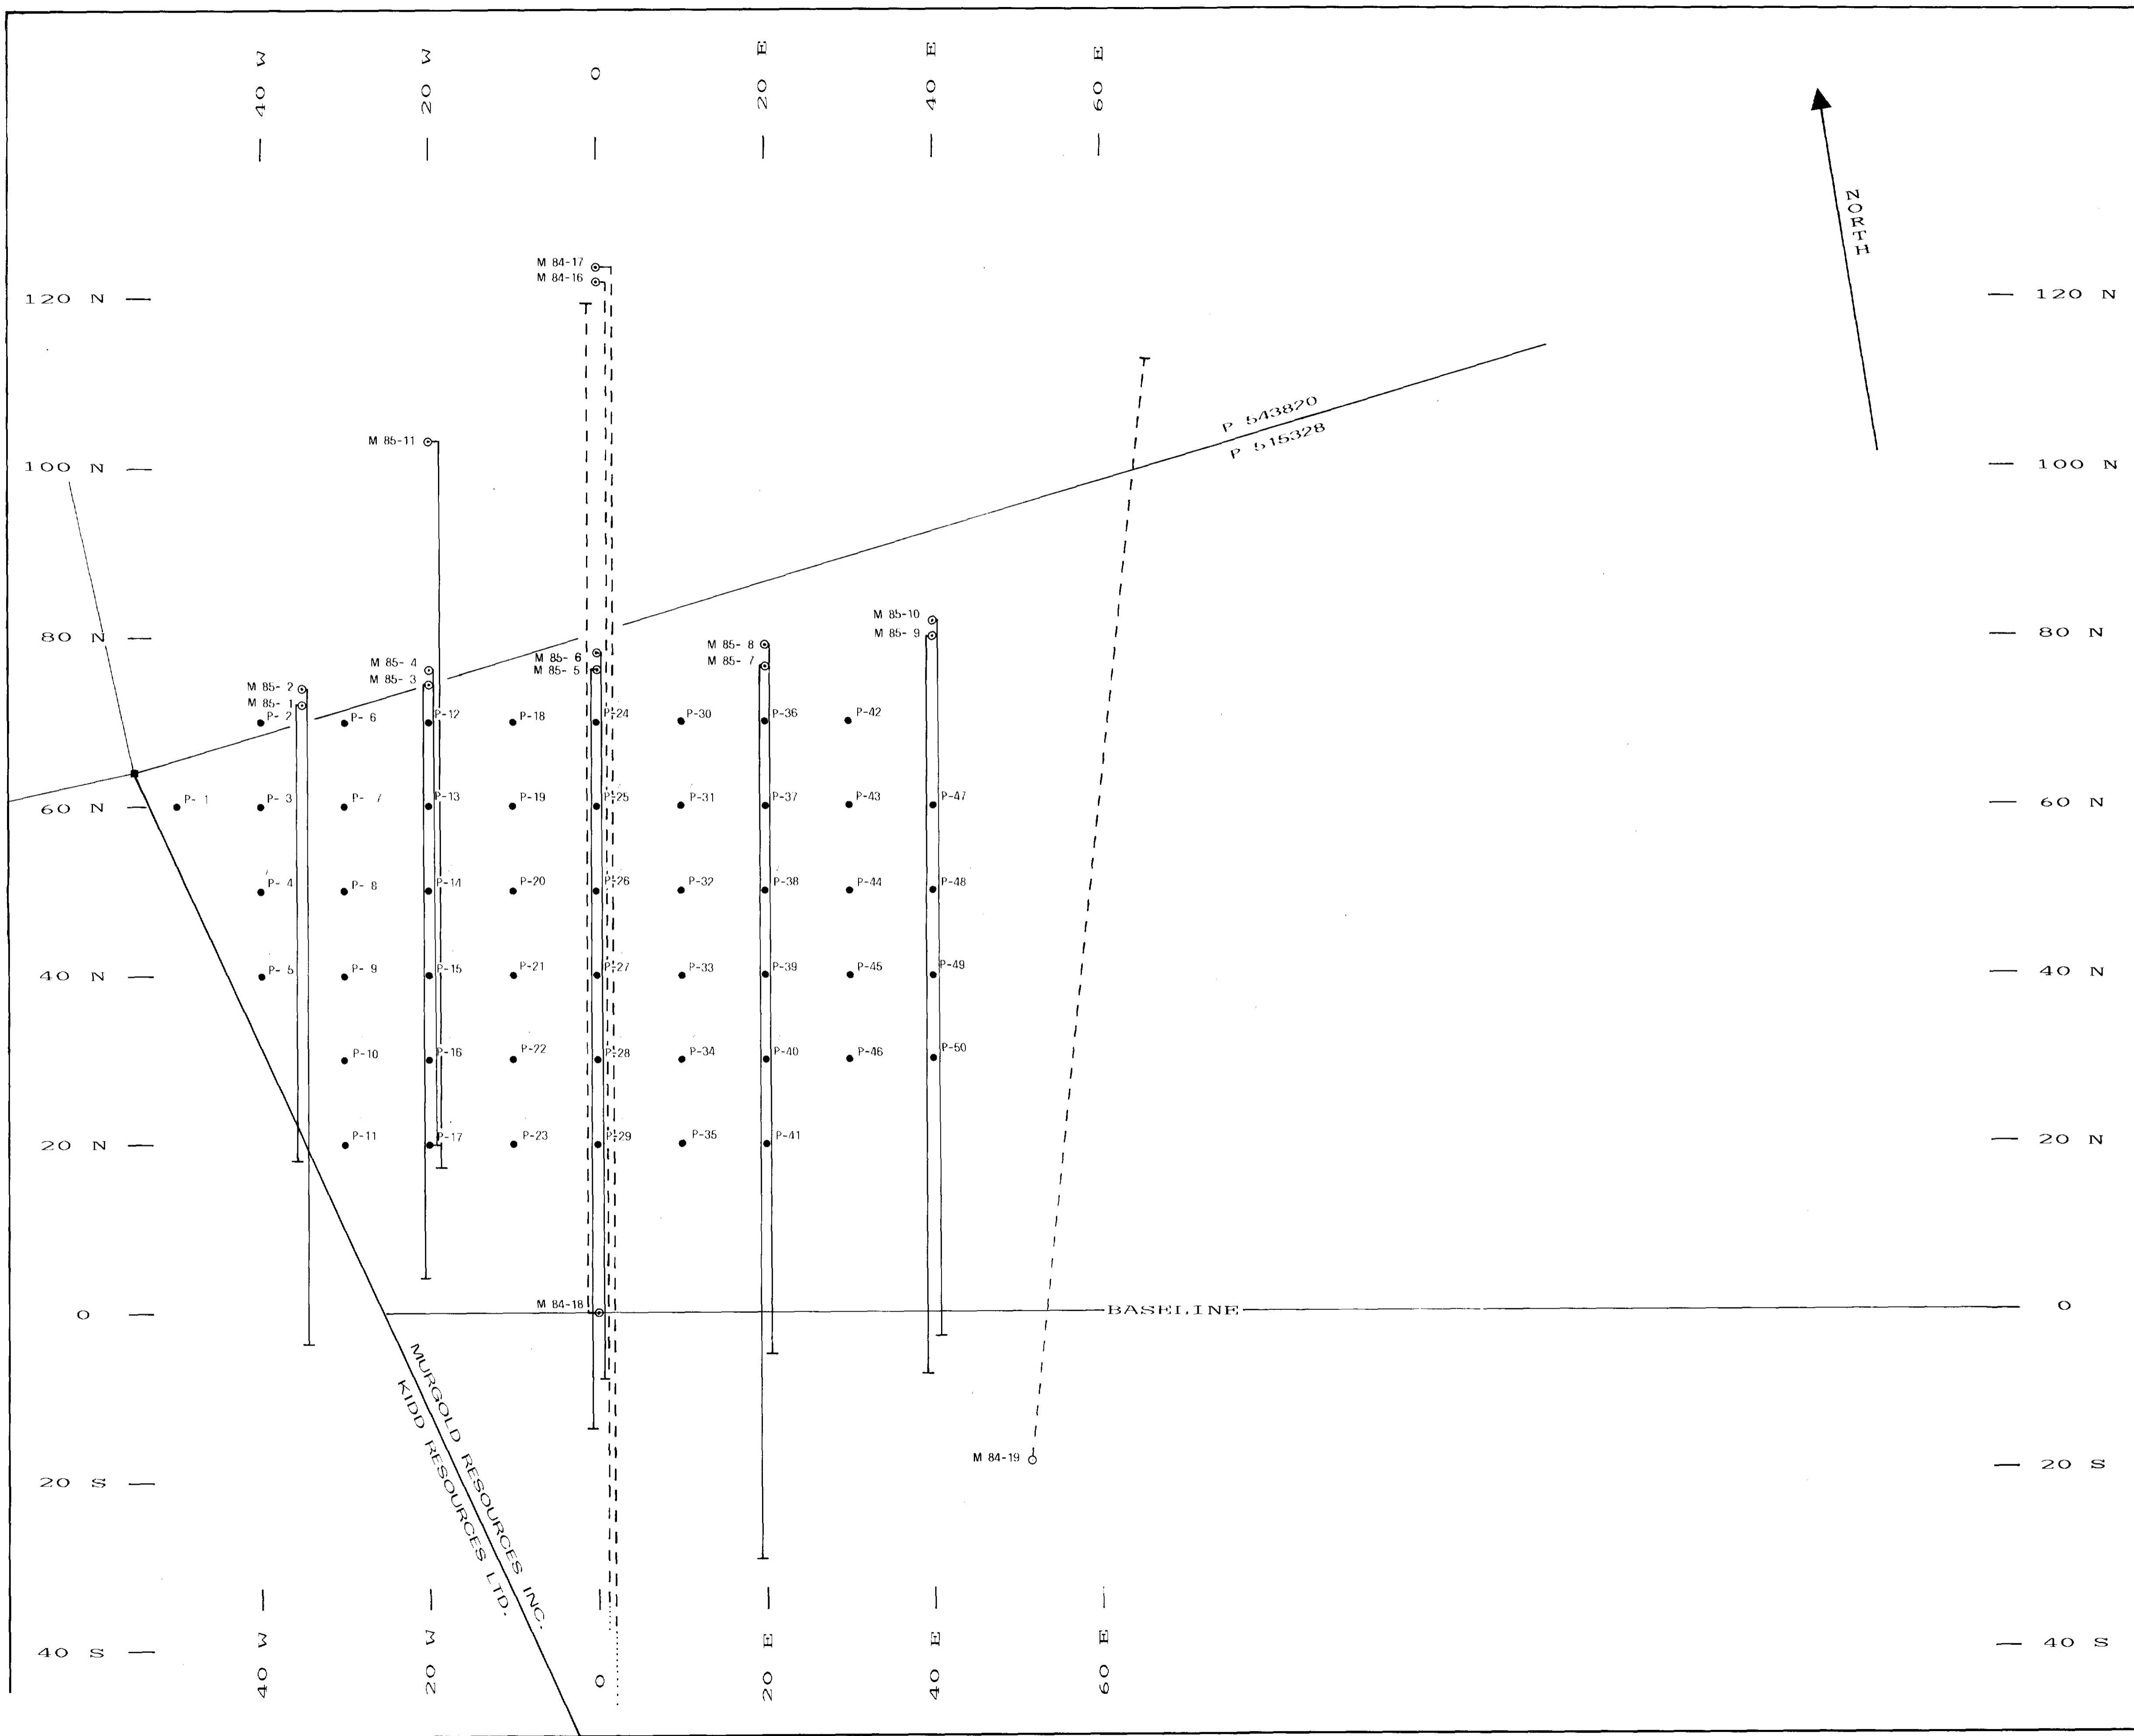 40 W
20 W
0
20 E
40 E
60 E
NORTH
M 84-17
M 84-16
120 N
120 N
P 543820
P 515328
M 85-11
100 N
100 N
M 85-10
M 85- 9
80 N
80 N
M 85- 8
M 85- 7
M 85- 6
M 85- 5
M 85- 4
M 85- 3
M 85- 2
M 85- 1
P- 2
P- 6
P-12
P-18
P-24
P-30
P-36
P-42
60 N
P- 1
P- 3
P- 7
P-13
P-19
P-25
P-31
P-37
P-43
P-47
60 N
P- 4
P- 8
P-14
P-20
P-26
P-32
P-38
P-44
P-48
40 N
P- 5
P- 9
P-15
P-21
P-27
P-33
P-39
P-45
P-49
40 N
P-10
P-16
P-22
P-28
P-34
P-40
P-46
P-50
20 N
P-11
P-17
P-23
P-29
P-35
P-41
20 N
0
M 84-18
BASELINE
0
MURGOLD RESOURCES INC.
KIDD RESOURCES LTD.
M 84-19
20 S
20 S
40 S
40 S
40 W
20 W
0
20 E
40 E
60 E